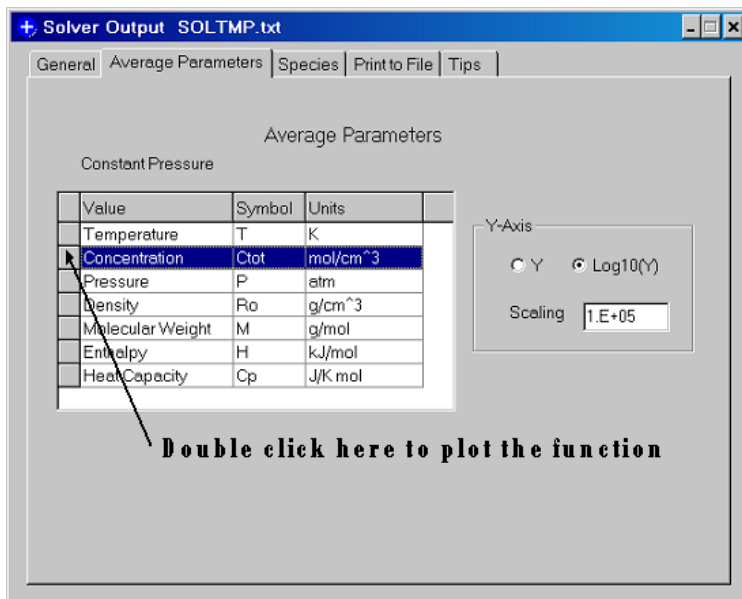 Solver Output SOLTMP.txt
General Average Parameters Species Print to File Tips
Average Parameters
Constant Pressure
Value Symbol Units
Temperature T K
Concentration Ctot mol/cm^3
Pressure P atm
Density Ro g/cm^3
Molecular Weight M g/mol
Enthalpy H kJ/mol
Heat Capacity Cp J/K mol
Y-Axis
Y Log10(Y)
Scaling 1.E+05
Double click here to plot the function